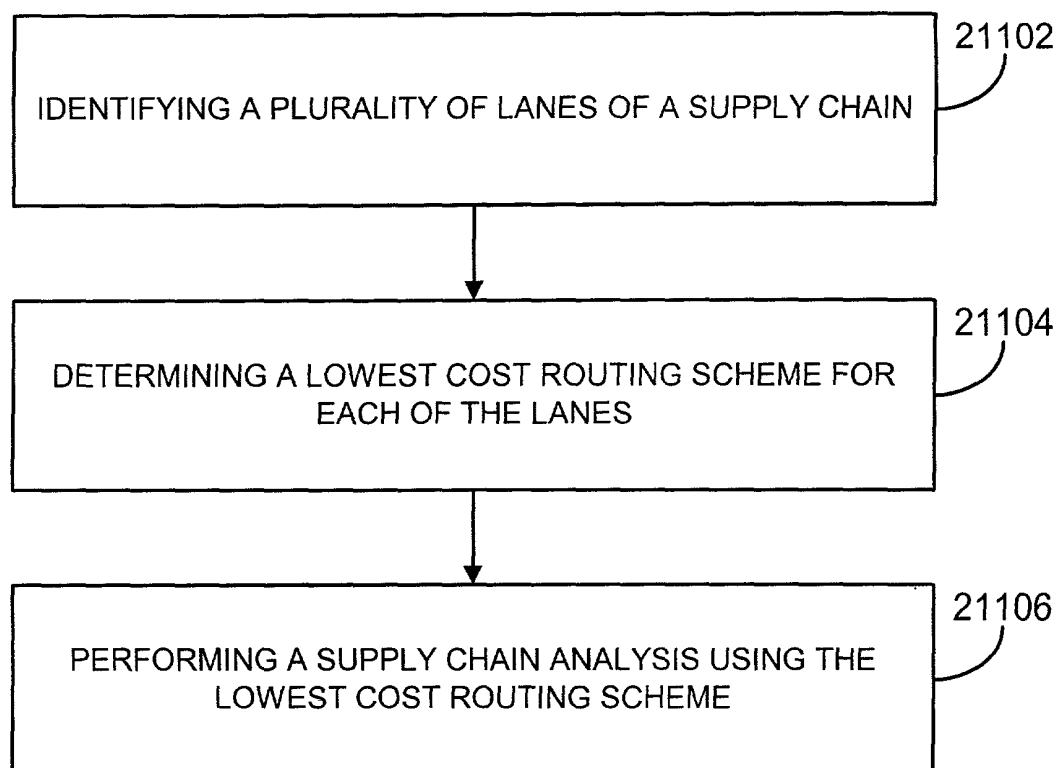 21102
IDENTIFYING A PLURALITY OF LANES OF A SUPPLY CHAIN
21104
DETERMINING A LOWEST COST ROUTING SCHEME FOR
EACH OF THE LANES
21106
PERFORMING A SUPPLY CHAIN ANALYSIS USING THE
LOWEST COST ROUTING SCHEME